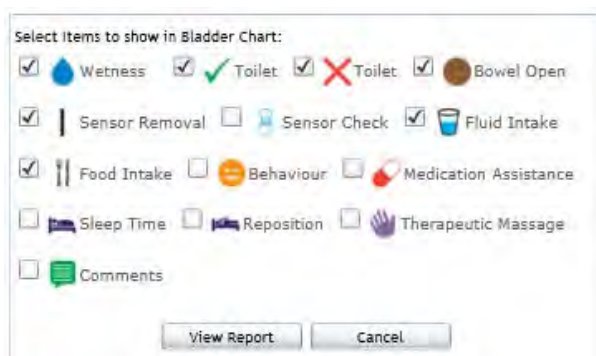 Select Items to show in Bladder Chart:
Wetness Toilet Toilet Bowel Open
Sensor Removal Sensor Check Fluid Intake
Food Intake Behaviour Medication Assistance
Sleep Time Reposition Therapeutic Massage
Comments
View Report Cancel